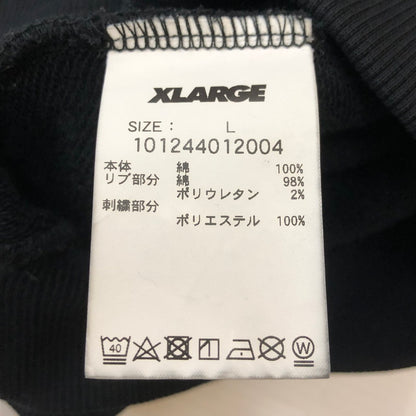 XLARGE
SIZE : L
101244012004
本体 綿 100%
リブ部分 綿 98%
ポリウレタン 2%
刺繍部分
ポリエステル 100%
40 W